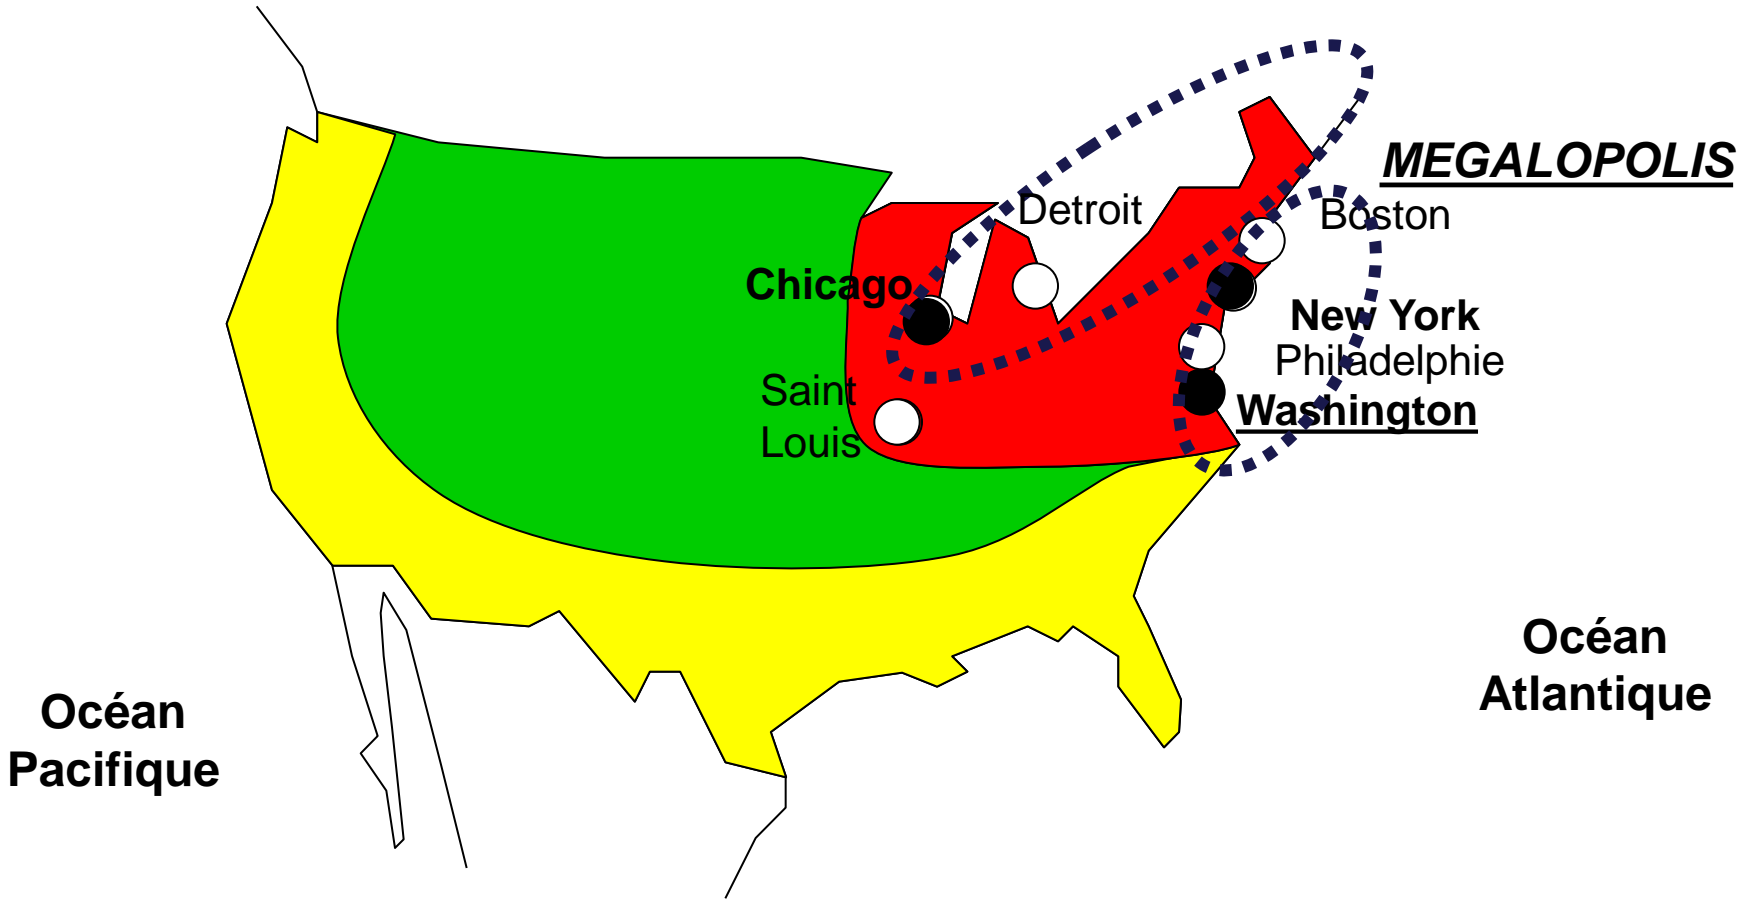 MEGALOPOLIS
Detroit
Boston
Chicago
New York
Philadelphie
Saint
Louis
Washington
Océan
Atlantique
Océan
Pacifique